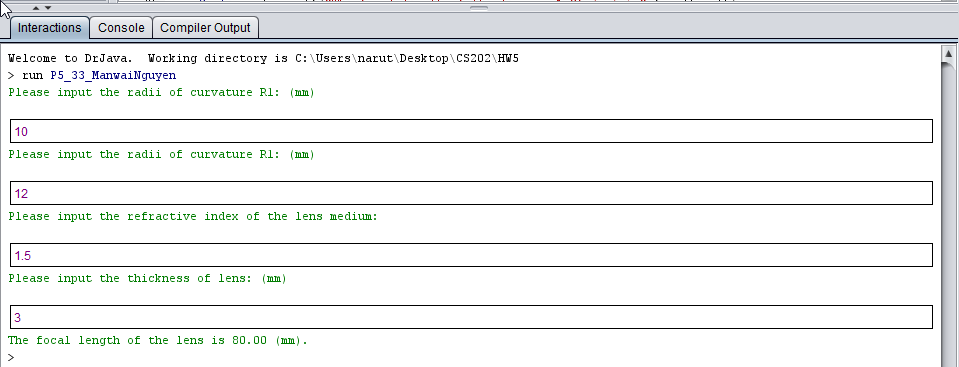 Interactions Console Compiler Output
Welcome to DrJava. Working directory is C:\Users\narut\Desktop\CS202\HW5
> run P5_33_ManwaiNguyen
Please input the radii of curvature R1: (mm)
10
Please input the radii of curvature R1: (mm)
12
Please input the refractive index of the lens medium:
1.5
Please input the thickness of lens: (mm)
3
The focal length of the lens is 80.00 (mm).
>